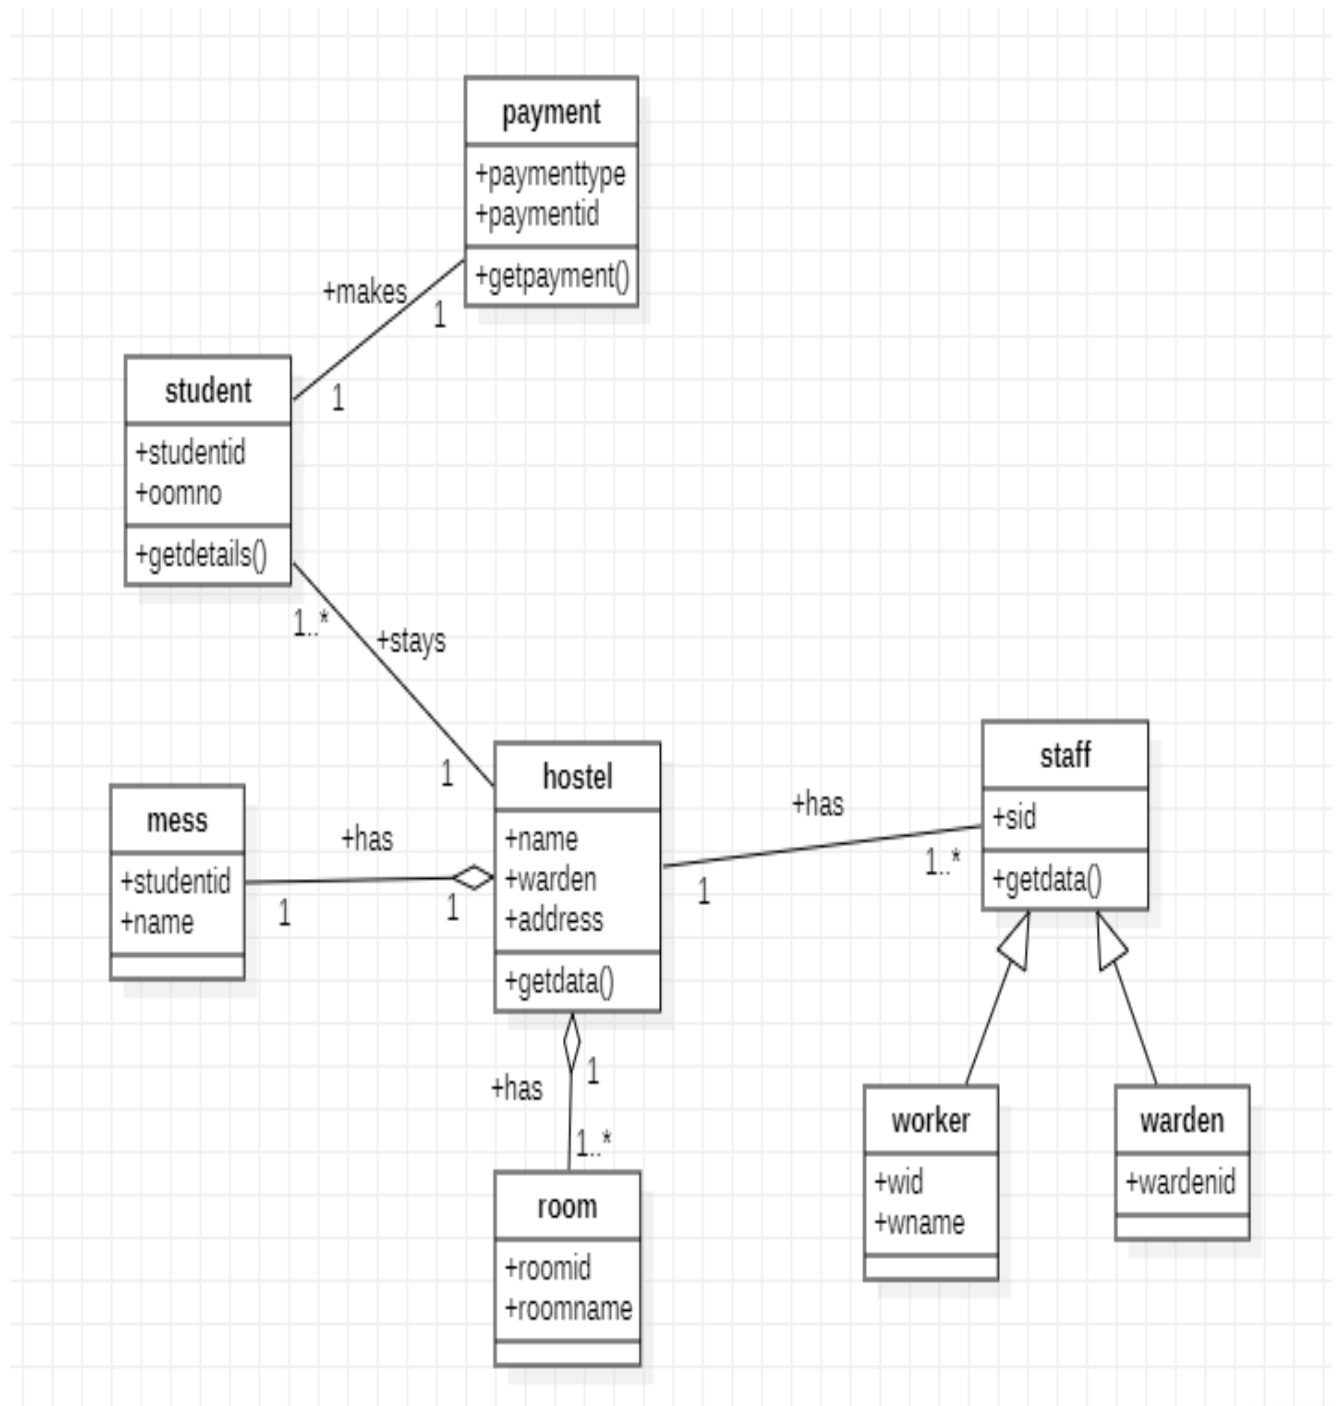 payment
+paymenttype
+paymentid
+getpayment()
+makes
1
1
student
+studentid
+oomno
+getdetails()
1..*
+stays
1
hostel
+name
+warden
+address
+getdata()
mess
+studentid
+name
+has
1
1
+has
1
1..*
staff
+sid
+getdata()
+has
1
1..*
room
+roomid
+roomname
worker
+wid
+wname
warden
+wardenid